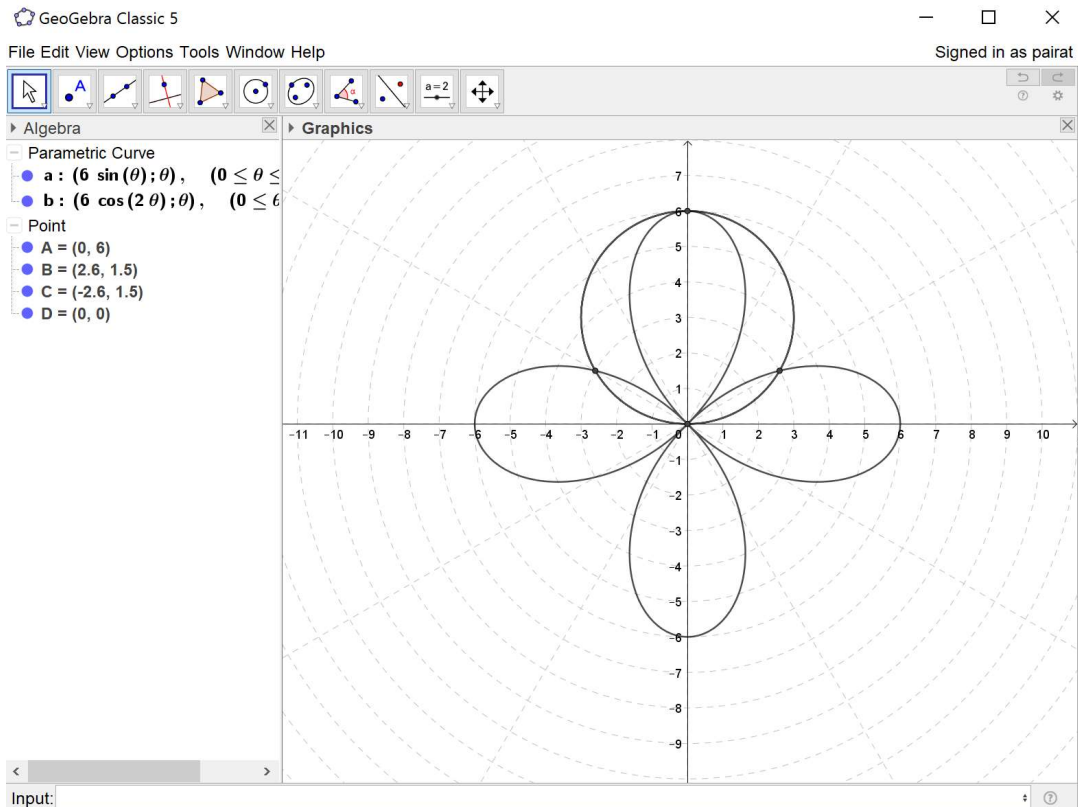 GeoGebra Classic 5
File Edit View Options Tools Window Help
Signed in as pairat
A
α
a=2
Algebra
Graphics
Parametric Curve
a : (6 sin(θ); θ), (0 ≤ θ ≤
b : (6 cos(2 θ); θ), (0 ≤ θ
Point
A = (0, 6)
B = (2.6, 1.5)
C = (-2.6, 1.5)
D = (0, 0)
7
6
5
4
3
2
1
-11 -10 -9 -8 -7 -6 -5 -4 -3 -2 -1 0 1 2 3 4 5 6 7 8 9 10
-1
-2
-3
-4
-5
-6
-7
-8
-9
Input: